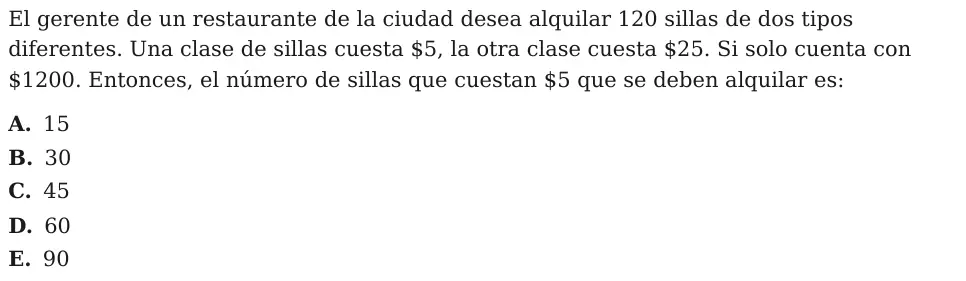 El gerente de un restaurante de la ciudad desea alquilar 120 sillas de dos tipos
diferentes. Una clase de sillas cuesta $5, la otra clase cuesta $25. Si solo cuenta con
$1200. Entonces, el número de sillas que cuestan $5 que se deben alquilar es:
A. 15
B. 30
C. 45
D. 60
E. 90